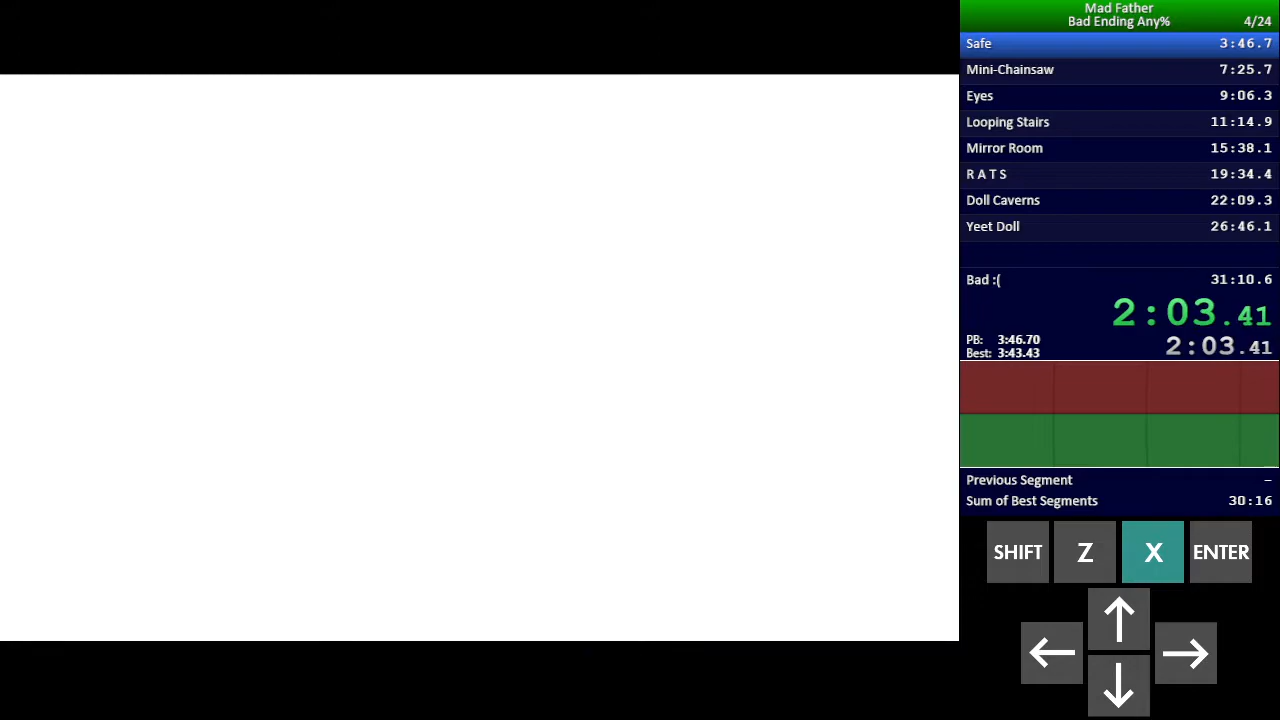 Mad Father
Bad Ending Any% 4/24
Safe 3:46.7
Mini-Chainsaw 7:25.7
Eyes 9:06.3
Looping Stairs 11:14.9
Mirror Room 15:38.1
R A T S 19:34.4
Doll Caverns 22:09.3
Yeet Doll 26:46.1
Bad :( 31:10.6
2:03.41
PB: 3:46.70
Best: 3:43.43
2:03.41
Previous Segment –
Sum of Best Segments 30:16
SHIFT Z X ENTER
↑
← →
↓